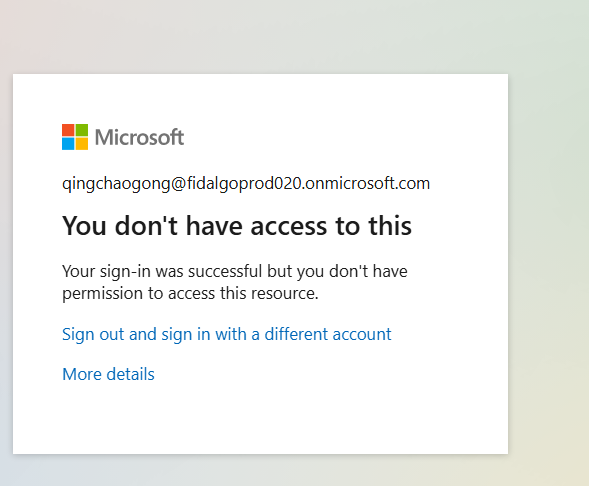 Microsoft
qingchaogong@fidalgoprod020.onmicrosoft.com
You don't have access to this
Your sign-in was successful but you don't have
permission to access this resource.
Sign out and sign in with a different account
More details